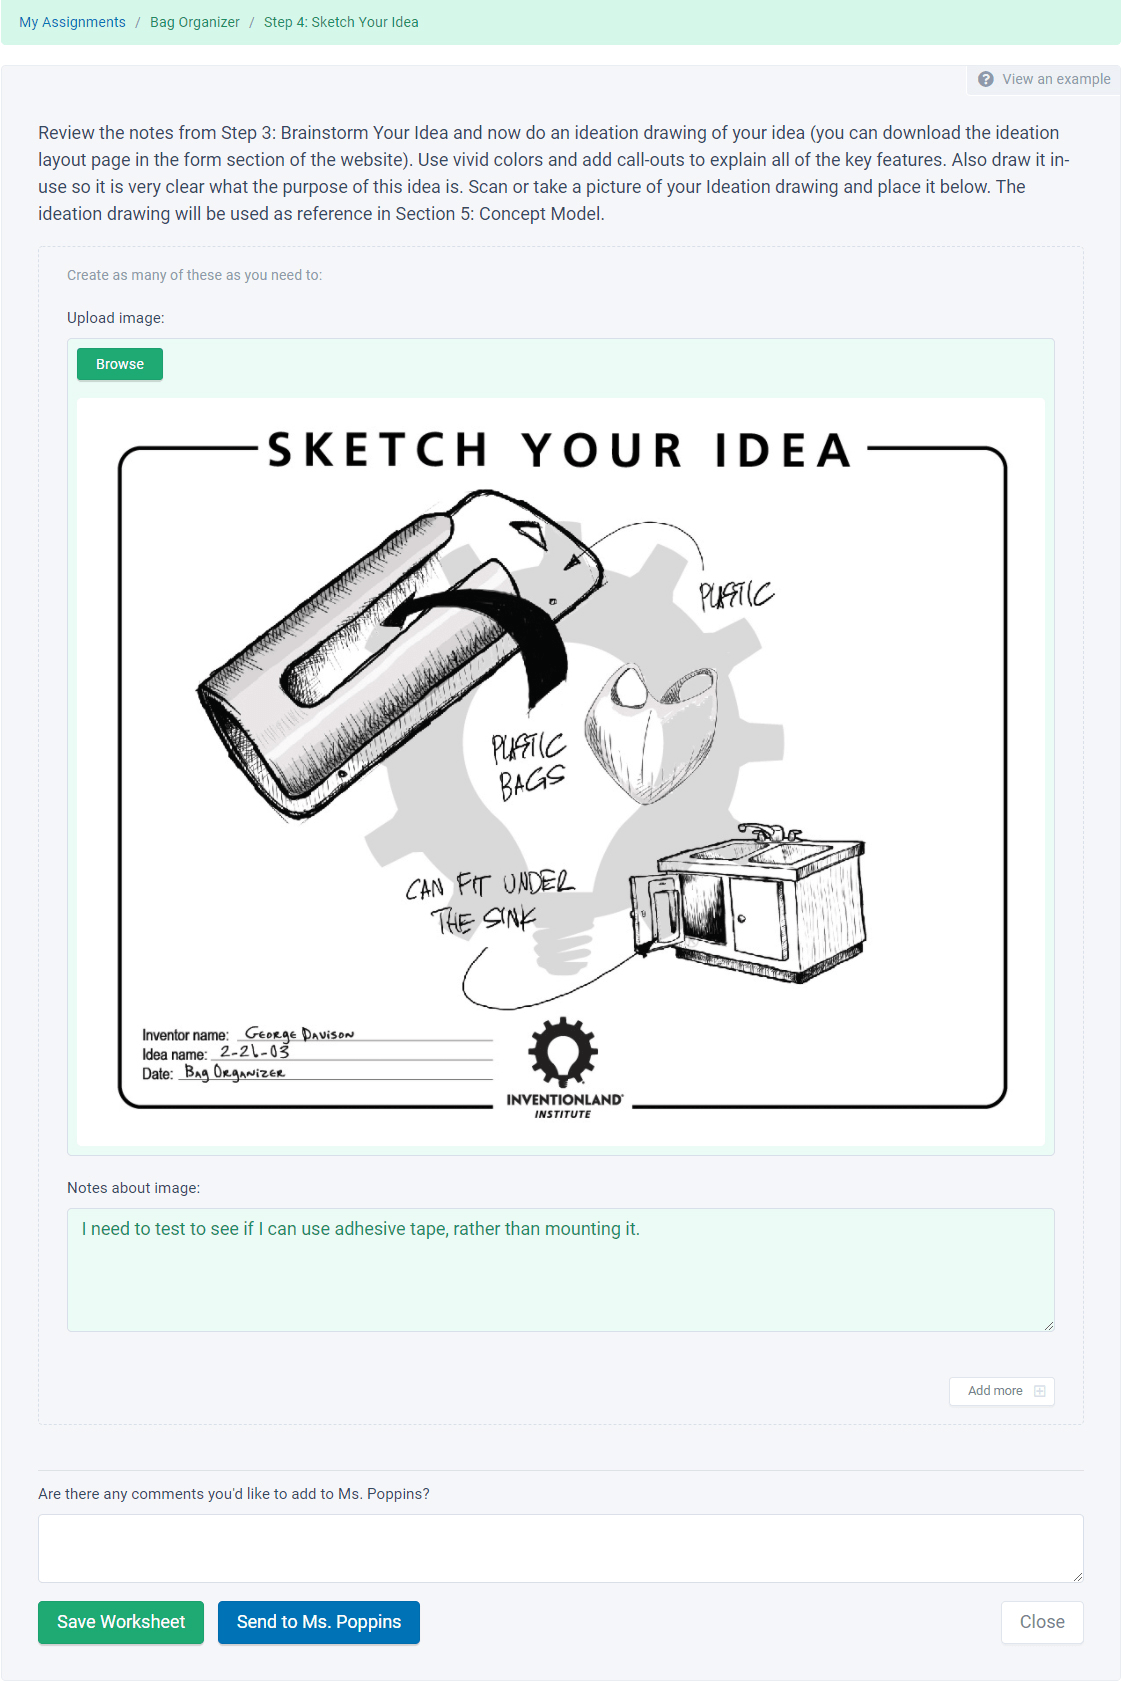 My Assignments / Bag Organizer / Step 4: Sketch Your Idea
View an example
Review the notes from Step 3: Brainstorm Your Idea and now do an ideation drawing of your idea (you can download the ideation
layout page in the form section of the website). Use vivid colors and add call-outs to explain all of the key features. Also draw it in-
use so it is very clear what the purpose of this idea is. Scan or take a picture of your Ideation drawing and place it below. The
ideation drawing will be used as reference in Section 5: Concept Model.
Create as many of these as you need to:
Upload image:
Browse
SKETCH YOUR IDEA
PLASTIC
PLASTIC
BAGS
CAN FIT UNDER
THE SINK
Inventor name: George Davison
Idea name: 2-26-03
Date: Bag Organizer
INVENTIONLAND
INSTITUTE
Notes about image:
I need to test to see if I can use adhesive tape, rather than mounting it.
Add more
Are there any comments you'd like to add to Ms. Poppins?
Save Worksheet
Send to Ms. Poppins
Close